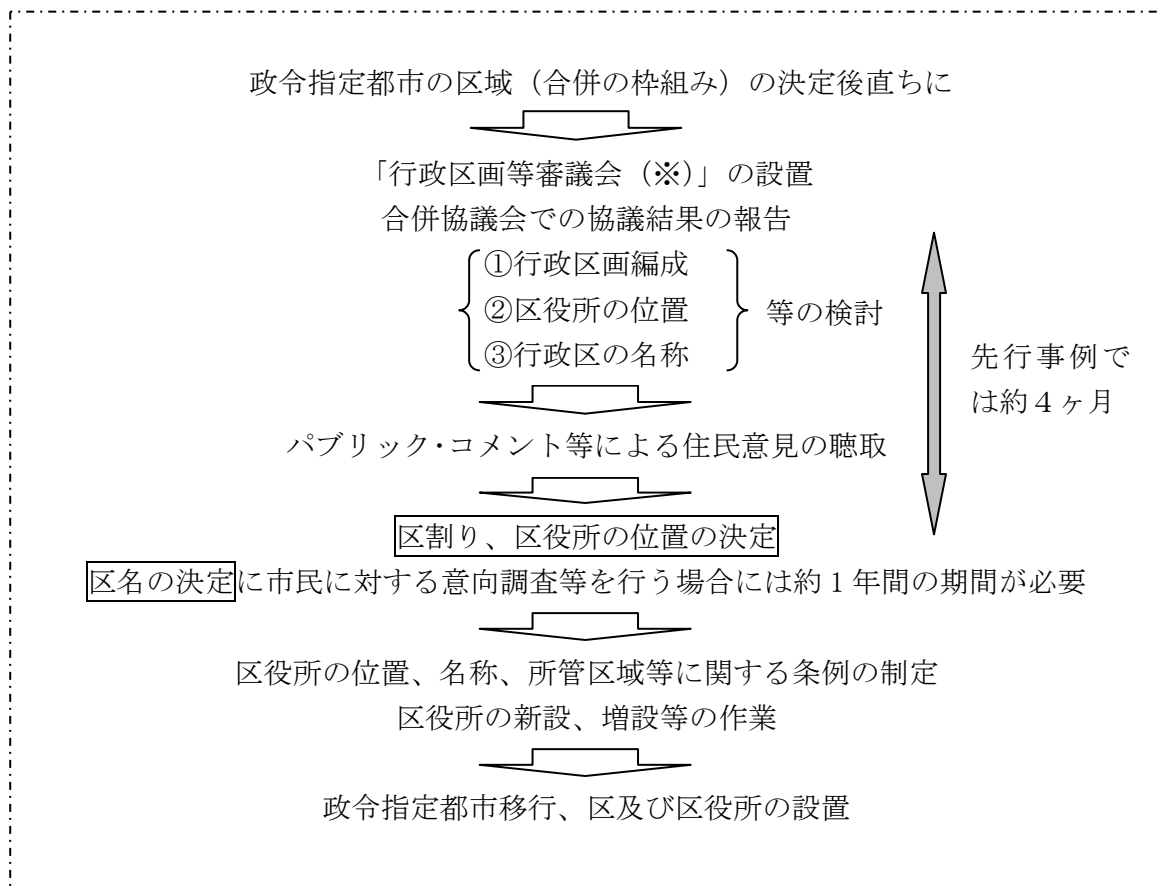 政令指定都市の区域（合併の枠組み）の決定後直ちに
「行政区画等審議会（※）」の設置
合併協議会での協議結果の報告
①行政区画編成
②区役所の位置
③行政区の名称
等の検討
先行事例で
は約４ヶ月
パブリック・コメント等による住民意見の聴取
区割り、区役所の位置の決定
区名の決定に市民に対する意向調査等を行う場合には約１年間の期間が必要
区役所の位置、名称、所管区域等に関する条例の制定
区役所の新設、増設等の作業
政令指定都市移行、区及び区役所の設置